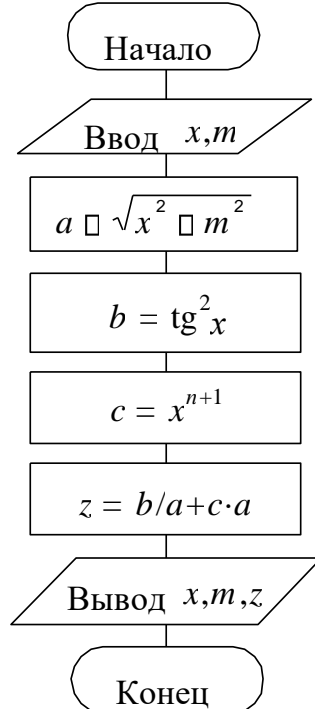 Начало
Ввод x,m
a □ √x² □ m²
b = tg²x
c = xⁿ⁺¹
z = b/a+c·a
Вывод x,m,z
Конец